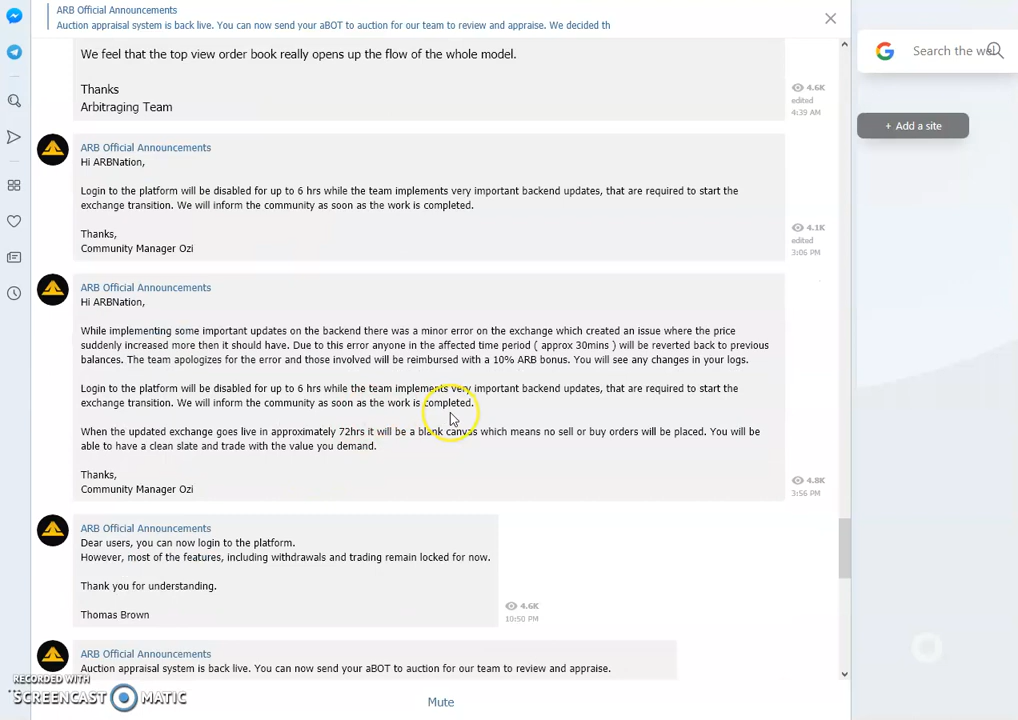 ARB Official Announcements
Auction appraisal system is back live. You can now send your aBOT to auction for our team to review and appraise. We decided th
We feel that the top view order book really opens up the flow of the whole model.
Thanks
Arbitraging Team
4.6K
edited
4:39 AM
ARB Official Announcements
Hi ARBNation,
Login to the platform will be disabled for up to 6 hrs while the team implements very important backend updates, that are required to start the
exchange transition. We will inform the community as soon as the work is completed.
Thanks,
Community Manager Ozi
4.1K
edited
3:06 PM
ARB Official Announcements
Hi ARBNation,
While implementing some important updates on the backend there was a minor error on the exchange which created an issue where the price
suddenly increased more then it should have. Due to this error anyone in the affected time period ( approx 30mins ) will be reverted back to previous
balances. The team apologizes for the error and those involved will be reimbursed with a 10% ARB bonus. You will see any changes in your logs.
Login to the platform will be disabled for up to 6 hrs while the team implements very important backend updates, that are required to start the
exchange transition. We will inform the community as soon as the work is completed.
When the updated exchange goes live in approximately 72hrs it will be a blank canvas which means no sell or buy orders will be placed. You will be
able to have a clean slate and trade with the value you demand.
Thanks,
Community Manager Ozi
4.8K
3:56 PM
ARB Official Announcements
Dear users, you can now login to the platform.
However, most of the features, including withdrawals and trading remain locked for now.
Thank you for understanding.
Thomas Brown
4.6K
10:50 PM
ARB Official Announcements
Auction appraisal system is back live. You can now send your aBOT to auction for our team to review and appraise.
Mute
Search the
+ Add a site
RECORDED WITH
SCREENCAST MATIC